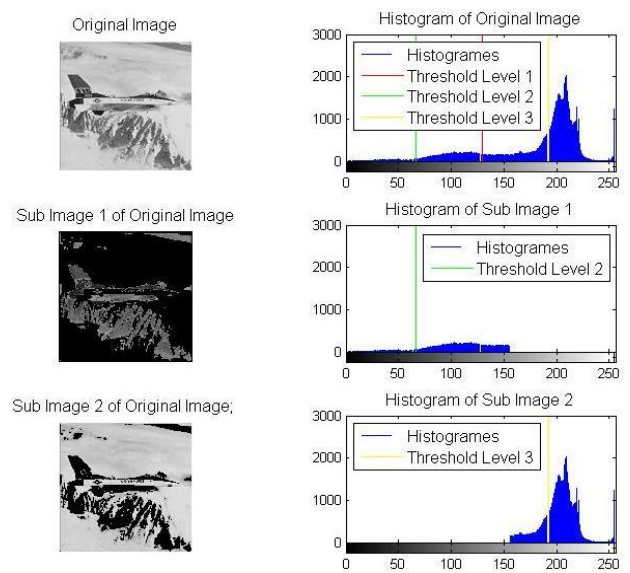 Original Image
Histogram of Original Image
3000
2000
1000
0
Histogrames
Threshold Level 1
Threshold Level 2
Threshold Level 3
0 50 100 150 200 250
Sub Image 1 of Original Image
Histogram of Sub Image 1
3000
2000
1000
0
Histogrames
Threshold Level 2
0 50 100 150 200 250
Sub Image 2 of Original Image;
Histogram of Sub Image 2
3000
2000
1000
0
Histogrames
Threshold Level 3
0 50 100 150 200 250